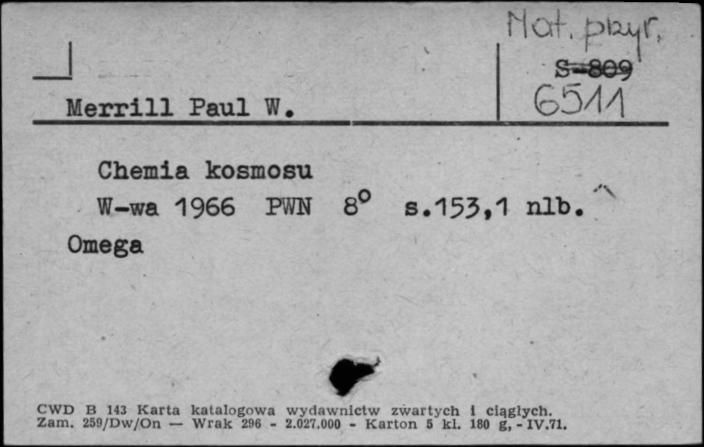 Mat. przyr.
S-809
6511
Merrill Paul W.
Chemia kosmosu
W-wa 1966 PWN 8° s.153,1 nlb.
Omega
CWD B 143 Karta katalogowa wydawnictw zwartych i ciągłych.
Zam. 259/Dw/On — Wrak 296 - 2.027.000 - Karton 5 kl. 180 g, - IV.71.